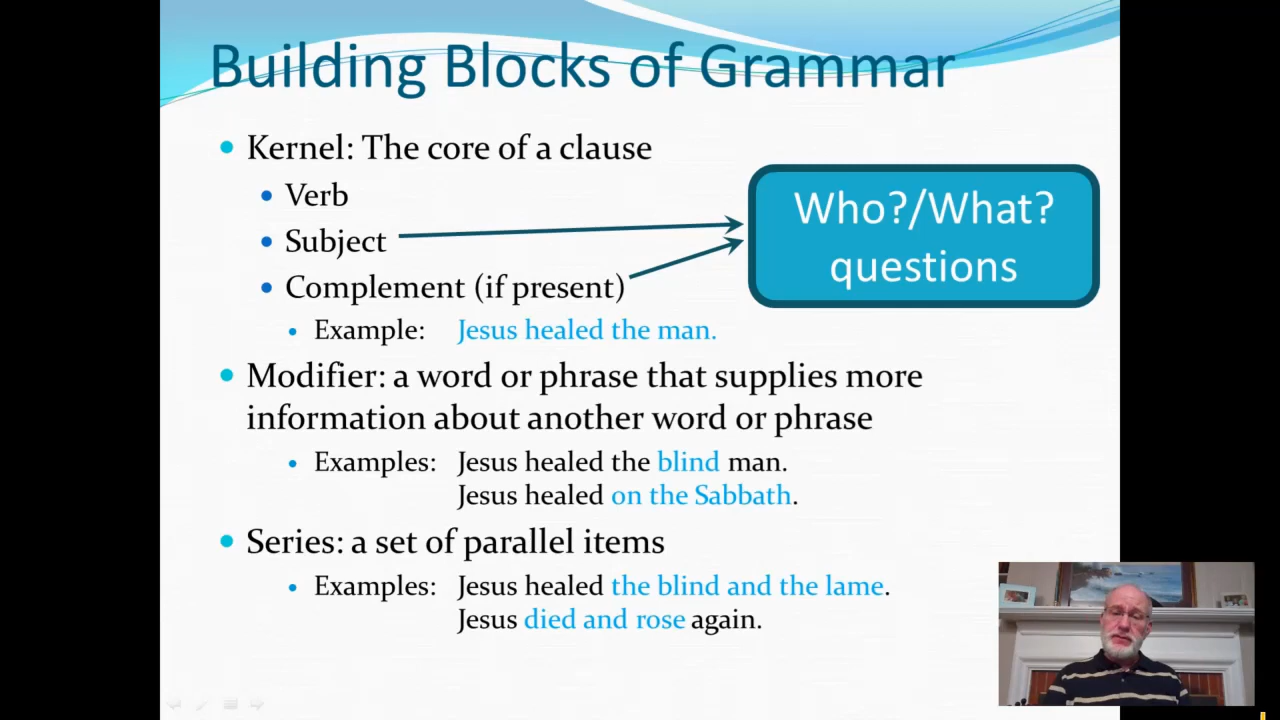 Building Blocks of Grammar
Kernel: The core of a clause
Verb
Subject
Complement (if present)
Example: Jesus healed the man.
Who?/What?
questions
Modifier: a word or phrase that supplies more
information about another word or phrase
Examples: Jesus healed the blind man.
Jesus healed on the Sabbath.
Series: a set of parallel items
Examples: Jesus healed the blind and the lame.
Jesus died and rose again.